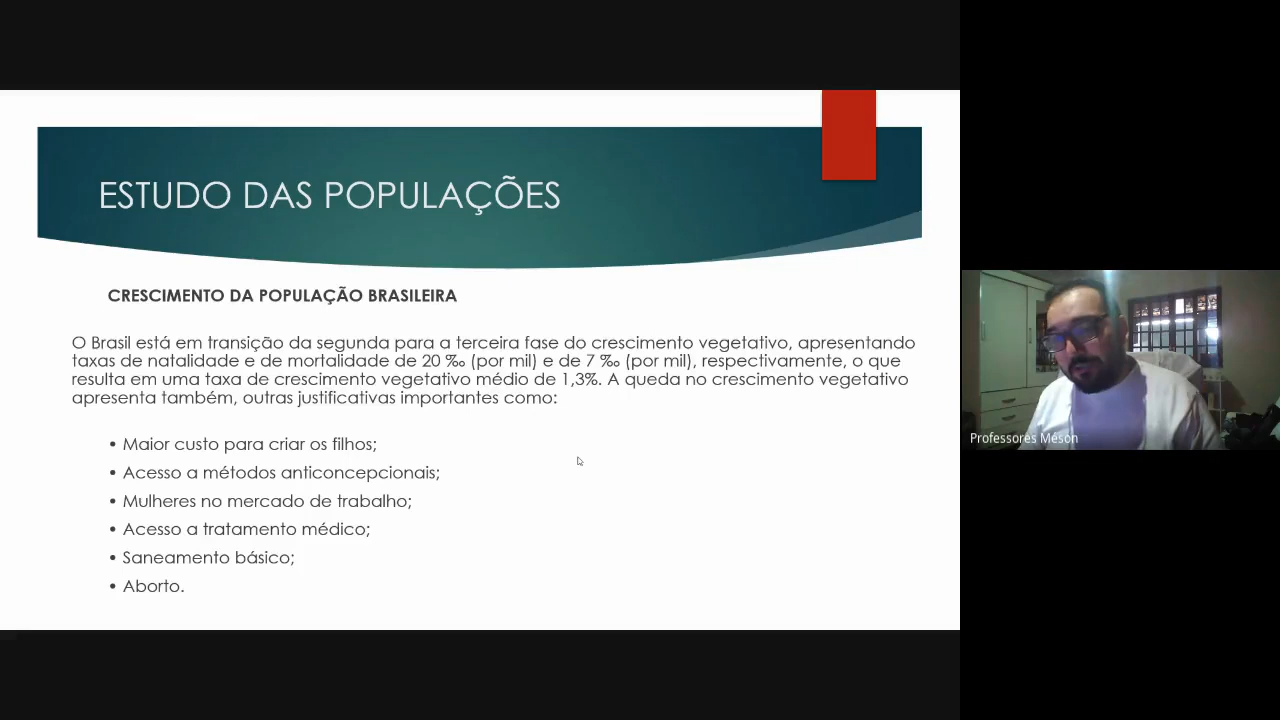 ESTUDO DAS POPULAÇÕES
CRESCIMENTO DA POPULAÇÃO BRASILEIRA
O Brasil está em transição da segunda para a terceira fase do crescimento vegetativo, apresentando
taxas de natalidade e de mortalidade de 20 ‰ (por mil) e de 7 ‰ (por mil), respectivamente, o que
resulta em uma taxa de crescimento vegetativo médio de 1,3%. A queda no crescimento vegetativo
apresenta também, outras justificativas importantes como:
• Maior custo para criar os filhos;
• Acesso a métodos anticoncepcionais;
• Mulheres no mercado de trabalho;
• Acesso a tratamento médico;
• Saneamento básico;
• Aborto.
Professores Méson